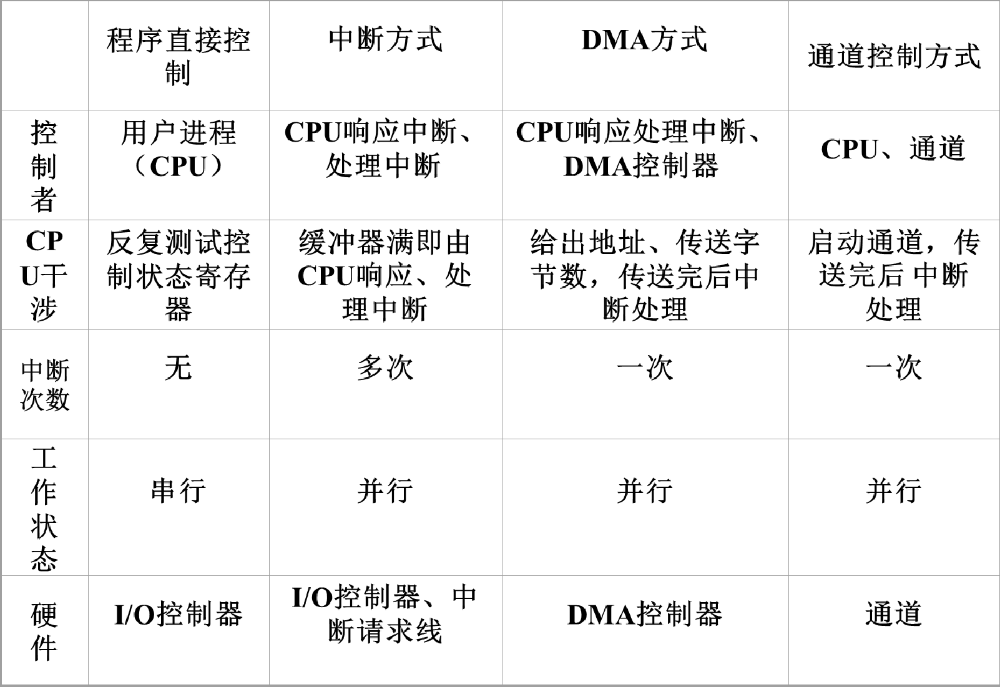 程序直接控
制
中断方式
DMA方式
通道控制方式
控
制
者
用户进程
（CPU）
CPU响应中断、
处理中断
CPU响应处理中断、
DMA控制器
CPU、通道
CP
U干
涉
反复测试控
制状态寄存
器
缓冲器满即由
CPU响应、处
理中断
给出地址、传送字
节数，传送完后中
断处理
启动通道，传
送完后 中断
处理
中断
次数
无
多次
一次
一次
工
作
状
态
串行
并行
并行
并行
硬
件
I/O控制器
I/O控制器、中
断请求线
DMA控制器
通道